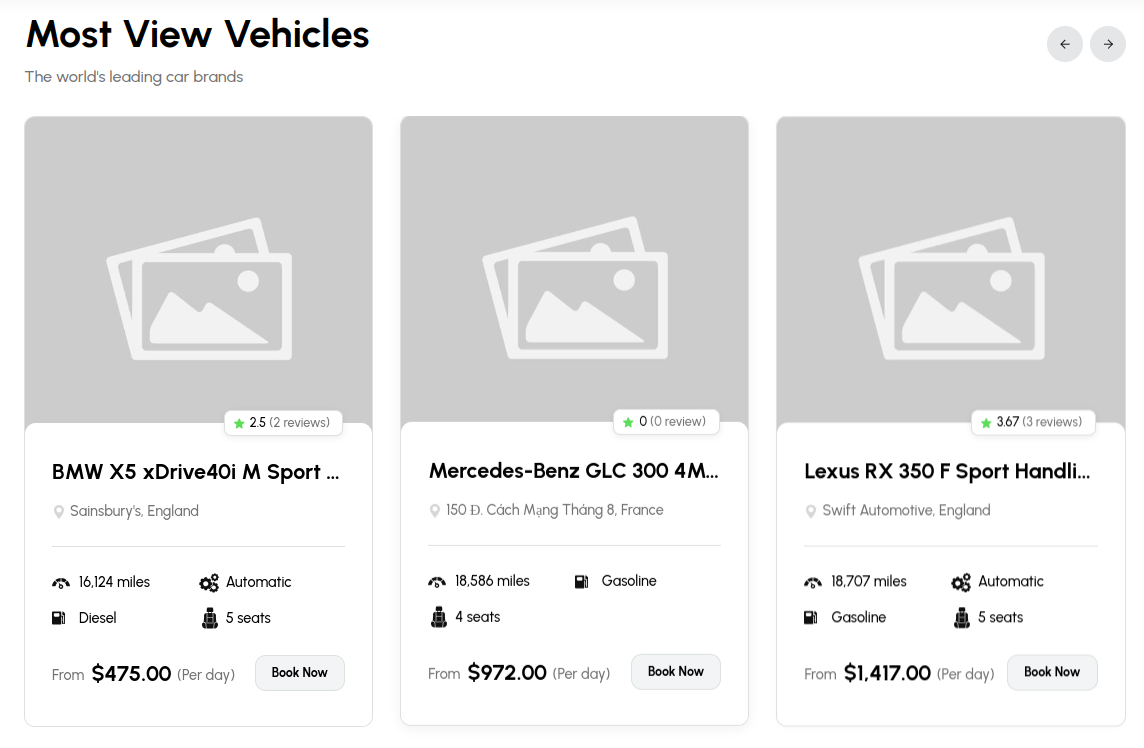 Most View Vehicles
The world's leading car brands
2.5 (2 reviews)
BMW X5 xDrive40i M Sport ...
Sainsbury's, England
16,124 miles
Automatic
Diesel
5 seats
From $475.00 (Per day)
Book Now
0 (0 review)
Mercedes-Benz GLC 300 4M...
150 Đ. Cách Mạng Tháng 8, France
18,586 miles
Gasoline
4 seats
From $972.00 (Per day)
Book Now
3.67 (3 reviews)
Lexus RX 350 F Sport Handli...
Swift Automotive, England
18,707 miles
Automatic
Gasoline
5 seats
From $1,417.00 (Per day)
Book Now